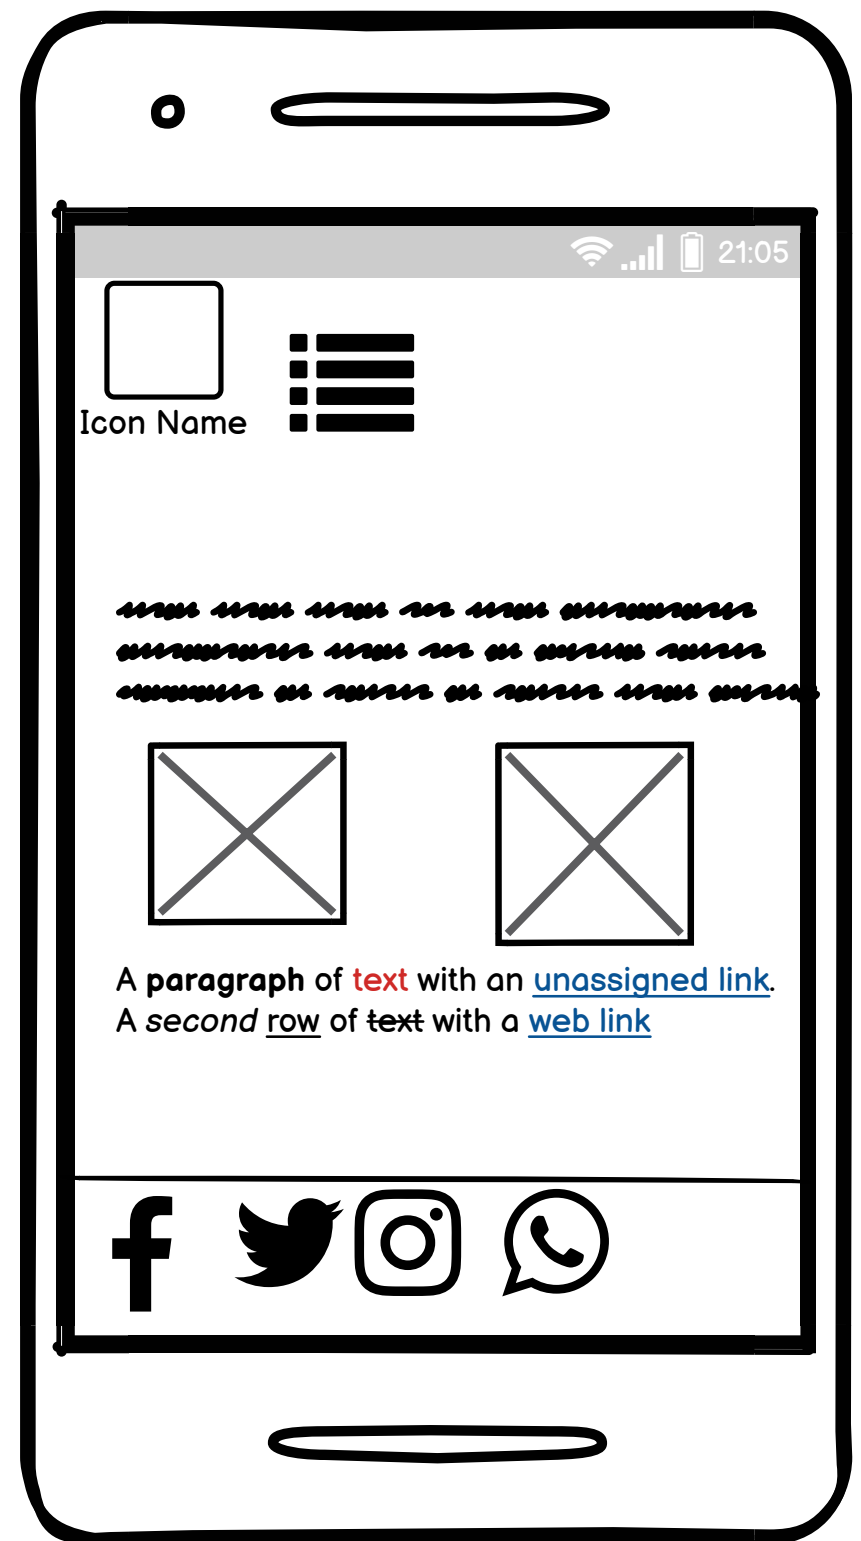 21:05
Icon Name
A paragraph of text with an unassigned link.
A second row of text with a web link